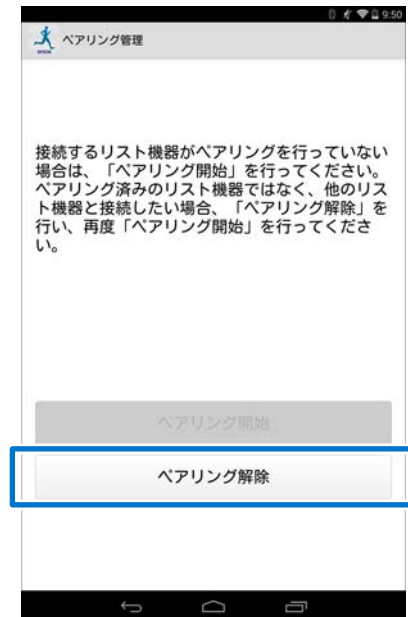 9:50
ペアリング管理
EPSON
接続するリスト機器がペアリングを行っていない
場合は、「ペアリング開始」を行ってください。
ペアリング済みのリスト機器ではなく、他のリス
ト機器と接続したい場合、「ペアリング解除」を
行い、再度「ペアリング開始」を行ってくださ
い。
ペアリング開始
ペアリング解除